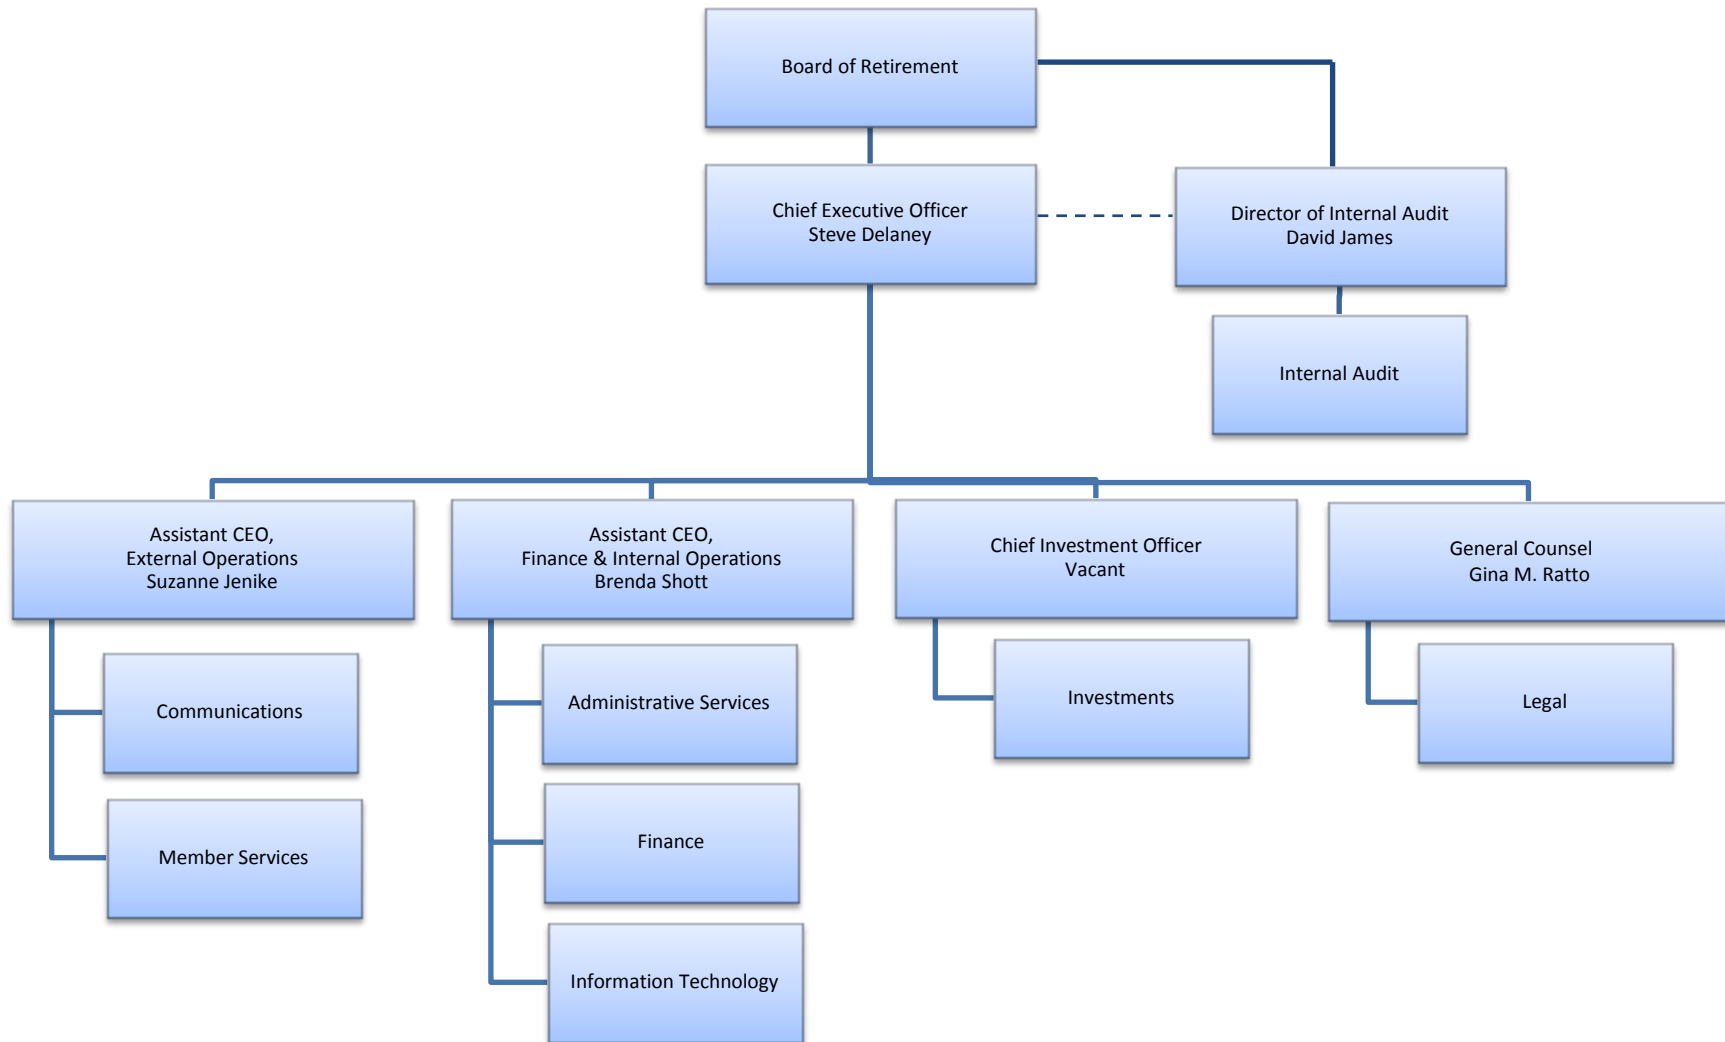 Board of Retirement
Chief Executive Officer
Steve Delaney
Director of Internal Audit
David James
Internal Audit
Assistant CEO,
External Operations
Suzanne Jenike
Assistant CEO,
Finance & Internal Operations
Brenda Shott
Chief Investment Officer
Vacant
General Counsel
Gina M. Ratto
Communications
Member Services
Administrative Services
Finance
Information Technology
Investments
Legal